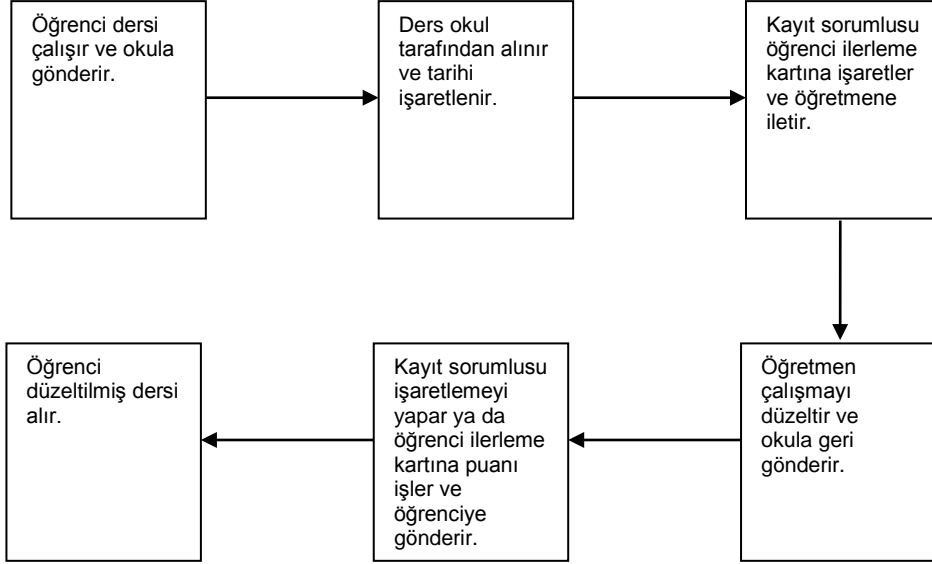 Öğrenci dersi
çalışır ve okula
gönderir.
Ders okul
tarafından alınır
ve tarihi
işaretlenir.
Kayıt sorumlusu
öğrenci ilerleme
kartına işaretler
ve öğretmene
iletir.
Öğretmen
çalışmayı
düzeltir ve
okula geri
gönderir.
Kayıt sorumlusu
işaretlemeyi
yapar ya da
öğrenci ilerleme
kartına puanı
işler ve
öğrenciye
gönderir.
Öğrenci
düzeltilmiş dersi
alır.